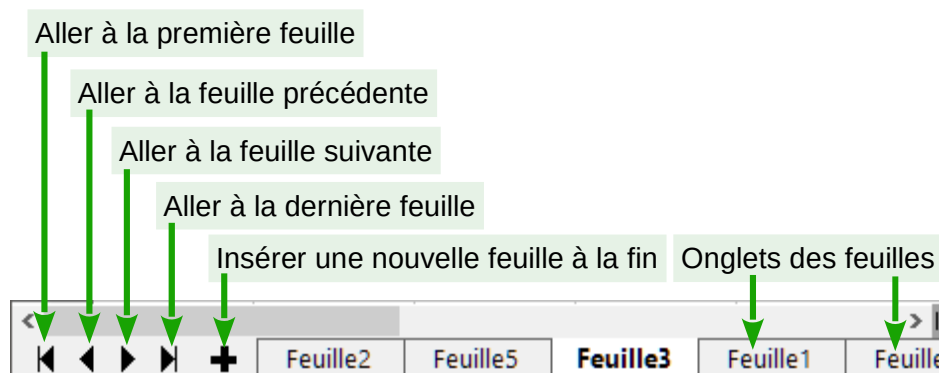 Aller à la première feuille
Aller à la feuille précédente
Aller à la feuille suivante
Aller à la dernière feuille
Insérer une nouvelle feuille à la fin Onglets des feuilles
Feuille2 Feuille5 Feuille3 Feuille1 Feuille